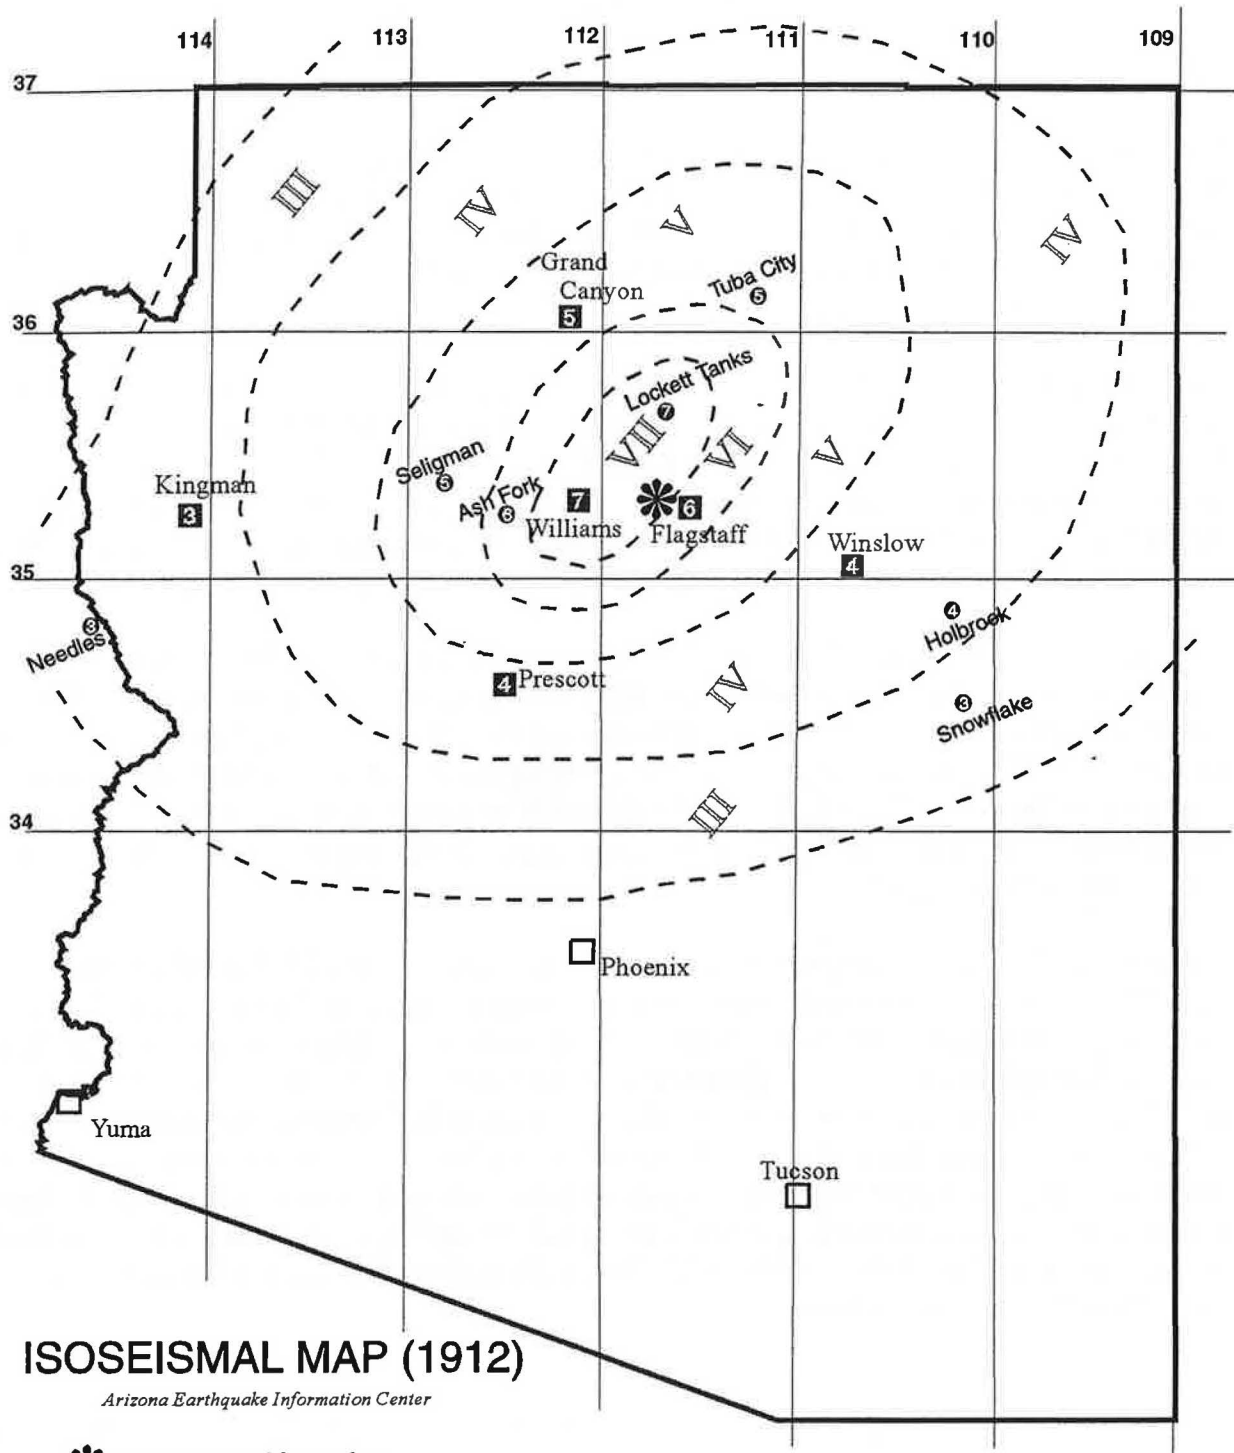 114 113 112 111 110 109
37
III
IV
V
IV
Grand
Canyon
5
Tuba City
5
36
Lockett Tanks
7
VII
VI
V
Seligman
5
Ash Fork
6
Kingman
3
7
Williams
6
Flagstaff
Winslow
4
35
3
Needles
4
Holbrook
4
Prescott
IV
3
Snowflake
III
34
Phoenix
Yuma
Tucson
ISOSEISMAL MAP (1912)
Arizona Earthquake Information Center